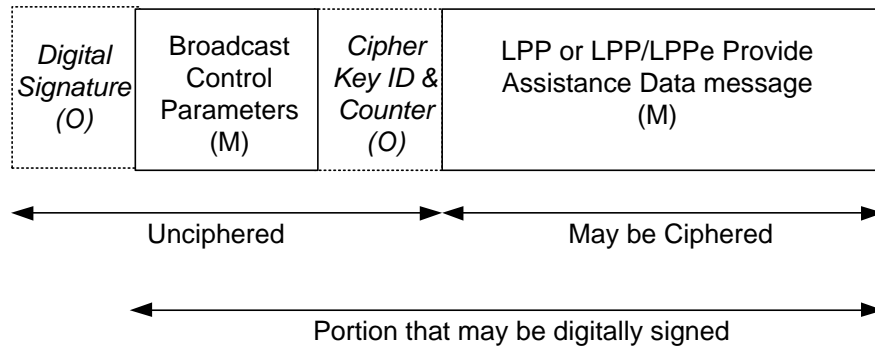 Digital
Signature
(O)
Broadcast
Control
Parameters
(M)
Cipher
Key ID &
Counter
(O)
LPP or LPP/LPPe Provide
Assistance Data message
(M)
Unciphered
May be Ciphered
Portion that may be digitally signed